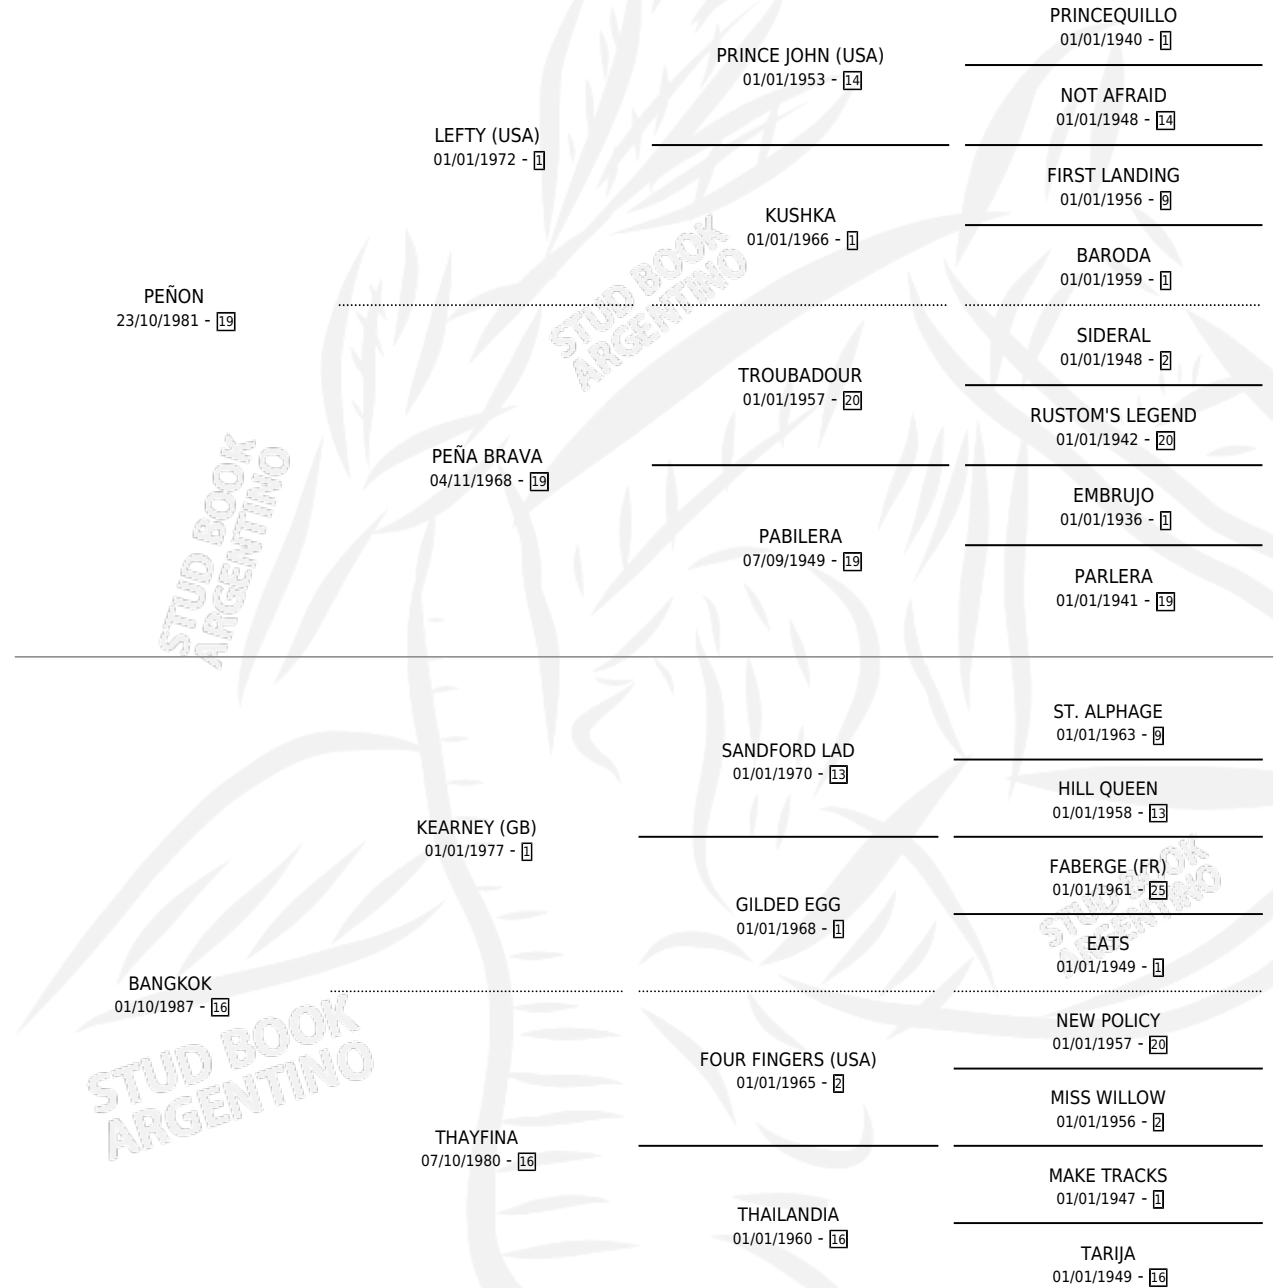 PRINCEQUILLO
01/01/1940 - 1
PRINCE JOHN (USA)
01/01/1953 - 14
NOT AFRAID
01/01/1948 - 14
LEFTY (USA)
01/01/1972 - 1
FIRST LANDING
01/01/1956 - 9
KUSHKA
01/01/1966 - 1
BARODA
01/01/1959 - 1
PEÑON
23/10/1981 - 19
SIDERAL
01/01/1948 - 2
TROUBADOUR
01/01/1957 - 20
RUSTOM'S LEGEND
01/01/1942 - 20
PEÑA BRAVA
04/11/1968 - 19
EMBRUJO
01/01/1936 - 1
PABILERA
07/09/1949 - 19
PARLERA
01/01/1941 - 19
STUD BOOK
ARGENTINO
STUD BOOK
ARGENTINO
ST. ALPHAGE
01/01/1963 - 9
SANDFORD LAD
01/01/1970 - 13
HILL QUEEN
01/01/1958 - 13
KEARNEY (GB)
01/01/1977 - 1
FABERGE (FR)
01/01/1961 - 25
GILDED EGG
01/01/1968 - 1
EATS
01/01/1949 - 1
BANGKOK
01/10/1987 - 16
NEW POLICY
01/01/1957 - 20
FOUR FINGERS (USA)
01/01/1965 - 2
MISS WILLOW
01/01/1956 - 2
THAYFINA
07/10/1980 - 16
MAKE TRACKS
01/01/1947 - 1
THAILANDIA
01/01/1960 - 16
TARIJA
01/01/1949 - 16
STUD BOOK
ARGENTINO
STUD BOOK
ARGENTINO